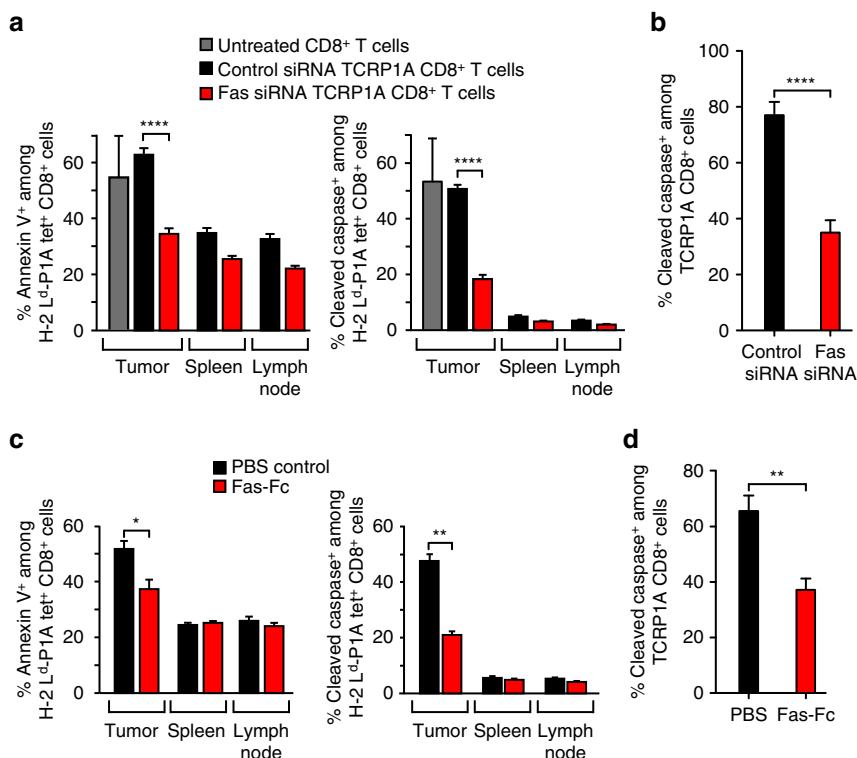 a
Untreated CD8⁺ T cells
Control siRNA TCRP1A CD8⁺ T cells
Fas siRNA TCRP1A CD8⁺ T cells
% Annexin V⁺ among
H-2 Lᵈ-P1A tet⁺ CD8⁺ cells
60
40
20
0
****
Tumor Spleen Lymph
node
% Cleaved caspase⁺ among
H-2 Lᵈ-P1A tet⁺ CD8⁺ cells
60
40
20
0
****
Tumor Spleen Lymph
node
b
% Cleaved caspase⁺ among
TCRP1A CD8⁺ cells
100
80
60
40
20
0
****
Control Fas
siRNA siRNA
c
PBS control
Fas-Fc
% Annexin V⁺ among
H-2 Lᵈ-P1A tet⁺ CD8⁺ cells
60
40
20
0
*
Tumor Spleen Lymph
node
% Cleaved caspase⁺ among
H-2 Lᵈ-P1A tet⁺ CD8⁺ cells
60
40
20
0
**
Tumor Spleen Lymph
node
d
% Cleaved caspase⁺ among
TCRP1A CD8⁺ cells
80
60
40
20
0
**
PBS Fas-Fc